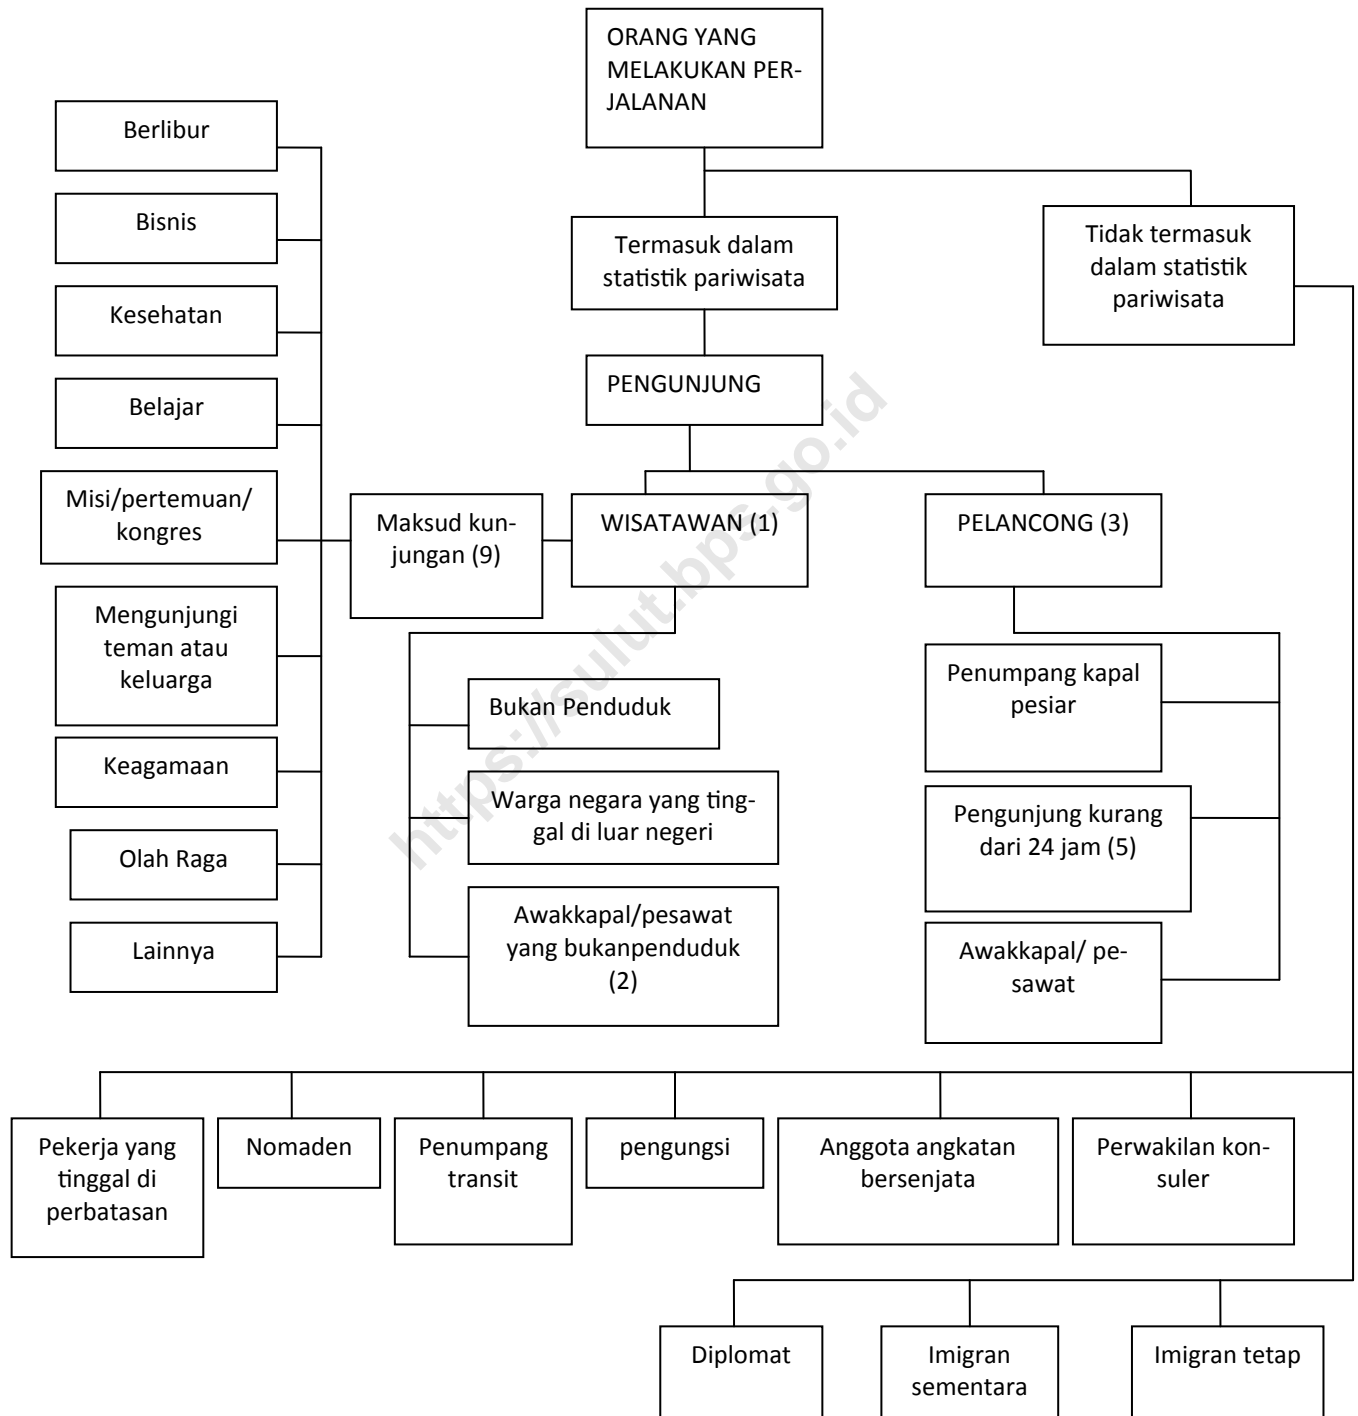 ORANG YANG
MELAKUKAN PER-
JALANAN
Berlibur
Bisnis
Kesehatan
Belajar
Misi/pertemuan/
kongres
Mengunjungi
teman atau
keluarga
Keagamaan
Olah Raga
Lainnya
Termasuk dalam
statistik pariwisata
Tidak termasuk
dalam statistik
pariwisata
PENGUNJUNG
Maksud kun-
jungan (9)
WISATAWAN (1)
PELANCONG (3)
Bukan Penduduk
Warga negara yang ting-
gal di luar negeri
Awakkapal/pesawat
yang bukanpenduduk
(2)
Penumpang kapal
pesiar
Pengunjung kurang
dari 24 jam (5)
Awakkapal/ pe-
sawat
Pekerja yang
tinggal di
perbatasan
Nomaden
Penumpang
transit
pengungsi
Anggota angkatan
bersenjata
Perwakilan kon-
suler
Diplomat
Imigran
sementara
Imigran tetap
https://sulut.bps.go.id